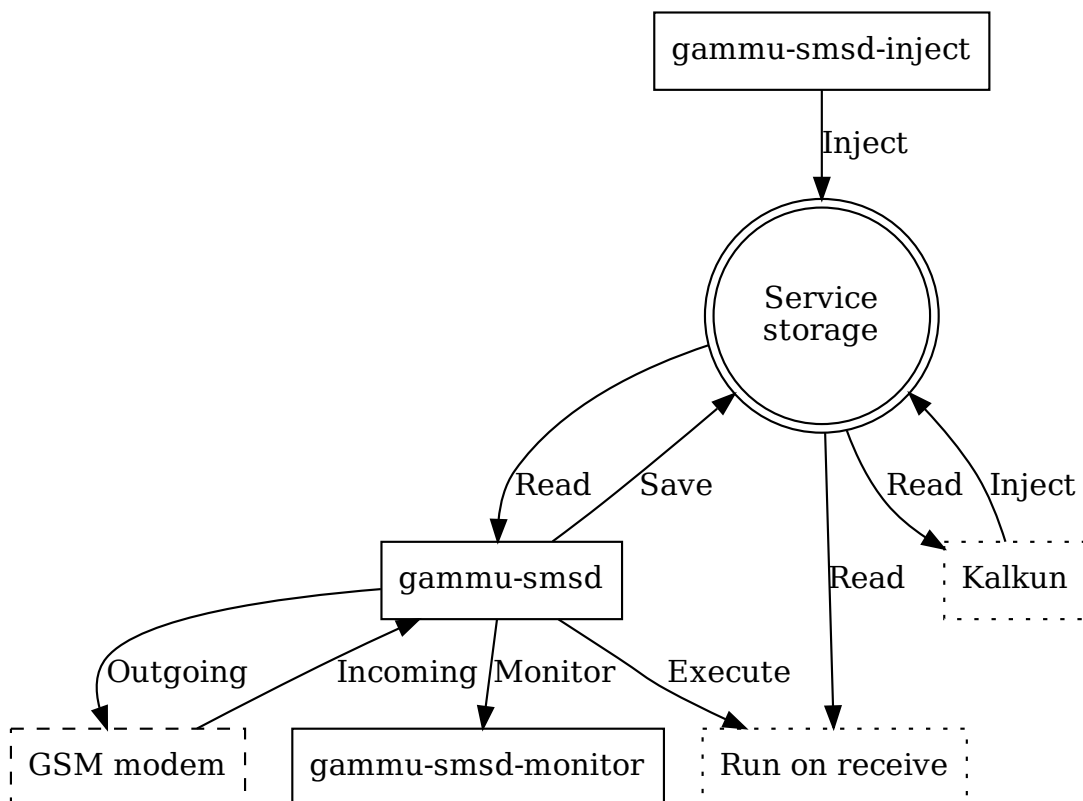 gammu-smsd-inject
Inject
Service
storage
Read
Save
Read
Inject
gammu-smsd
Read
Kalkun
Outgoing
Incoming
Monitor
Execute
GSM modem
gammu-smsd-monitor
Run on receive